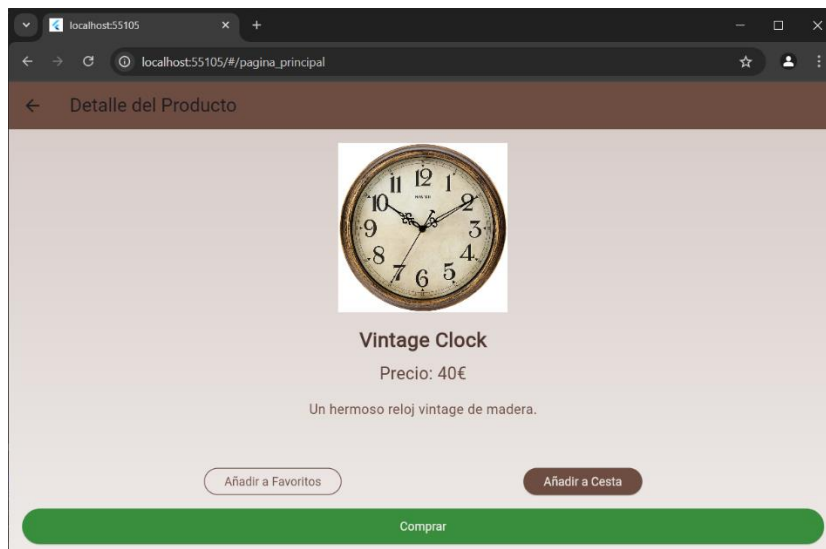 localhost:55105
localhost:55105/#/pagina_principal
Detalle del Producto
11 12 1
10 2
9 3
8 4
7 6 5
Vintage Clock
Precio: 40€
Un hermoso reloj vintage de madera.
Añadir a Favoritos Añadir a Cesta
Comprar